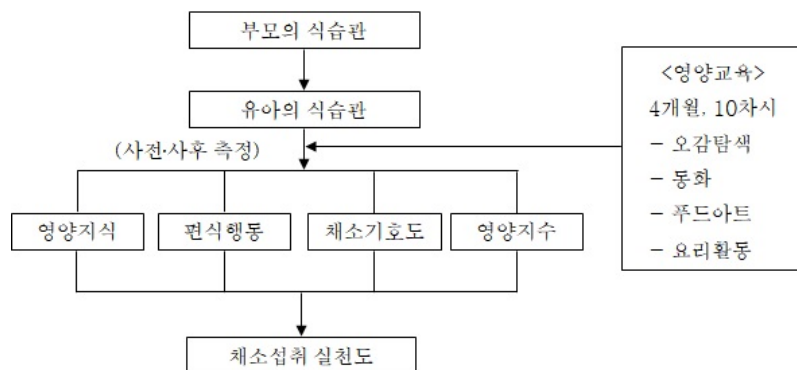 부모의 식습관
유아의 식습관
(사전·사후 측정)
<영양교육>
4개월, 10차시
- 오감탐색
- 동화
- 푸드아트
- 요리활동
영양지식
편식행동
채소기호도
영양지수
채소섭취 실천도